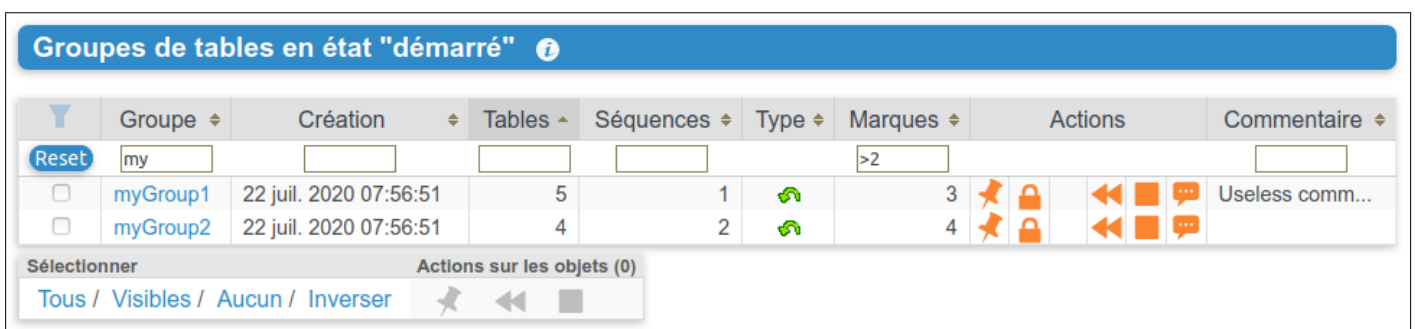 Groupes de tables en état "démarré" i
Groupe Création Tables Séquences Type Marques Actions Commentaire
Reset my >2
myGroup1 22 juil. 2020 07:56:51 5 1 3 Useless comm...
myGroup2 22 juil. 2020 07:56:51 4 2 4
Sélectionner Actions sur les objets (0)
Tous / Visibles / Aucun / Inverser